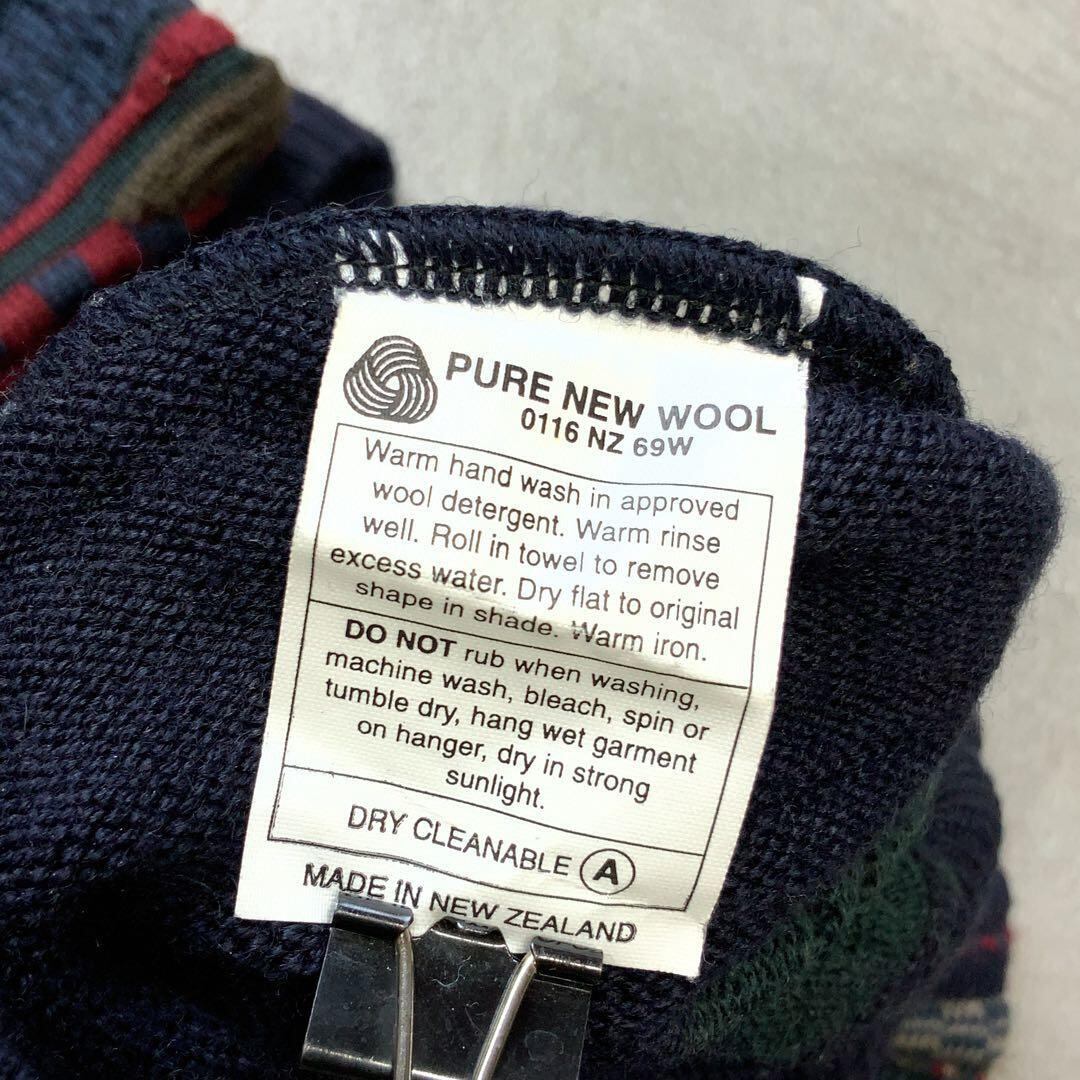 PURE NEW WOOL
0116 NZ 69W
Warm hand wash in approved
wool detergent. Warm rinse
well. Roll in towel to remove
excess water. Dry flat to original
shape in shade. Warm iron.
DO NOT rub when washing,
machine wash, bleach, spin or
tumble dry, hang wet garment
on hanger, dry in strong
sunlight.
DRY CLEANABLE A
MADE IN NEW ZEALAND